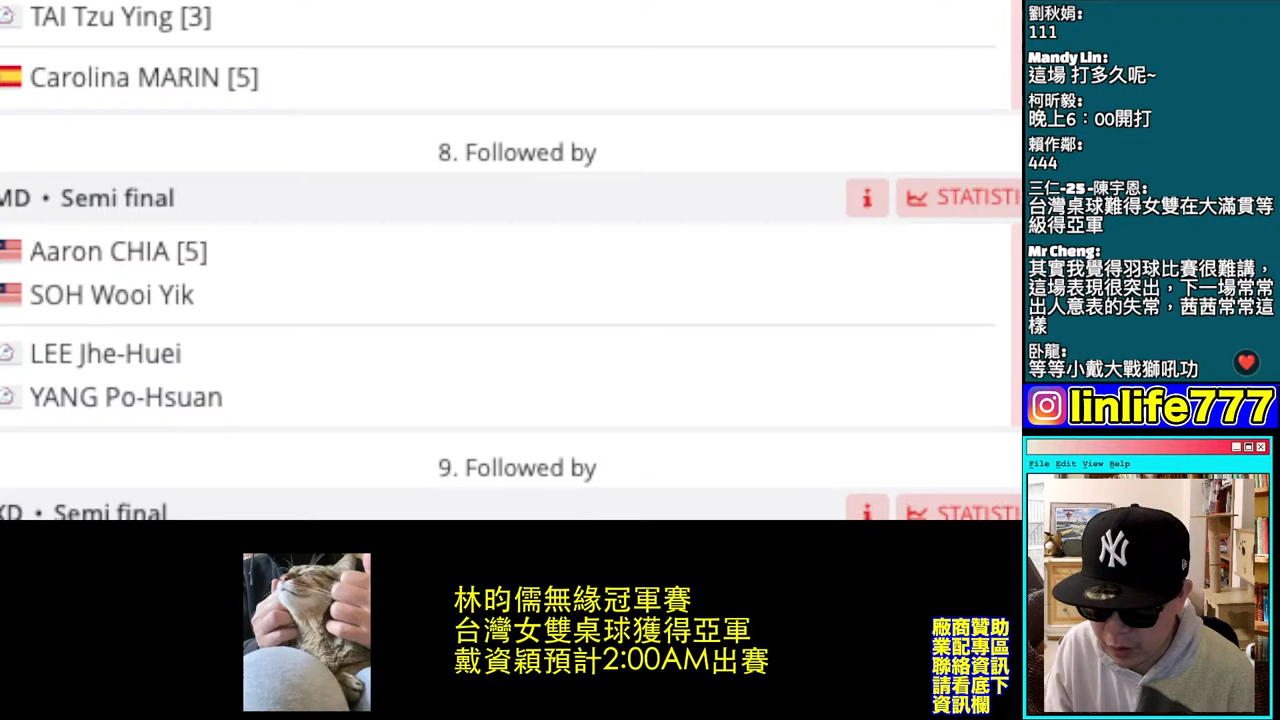 TAI Tzu Ying [3]
Carolina MARIN [5]
8. Followed by
MD • Semi final
STATISTI
Aaron CHIA [5]
SOH Wooi Yik
LEE Jhe-Huei
YANG Po-Hsuan
9. Followed by
XD • Semi final
STATISTI
劉秋娟:
111
Mandy Lin:
這場 打多久呢~
柯昕毅:
晚上6：00開打
賴作鄰:
444
三仁-25-陳宇恩:
台灣桌球難得女雙在大滿貫等
級得亞軍
Mr Cheng:
其實我覺得羽球比賽很難講，
這場表現很突出，下一場常常
出人意表的失常，茜茜常常這
樣
卧龍:
等等小戴大戰獅吼功
linlife777
File Edit View Help
NY
林昀儒無緣冠軍賽
台灣女雙桌球獲得亞軍
戴資穎預計2:00AM出賽
廠商贊助
業配專區
聯絡資訊
請看底下
資訊欄